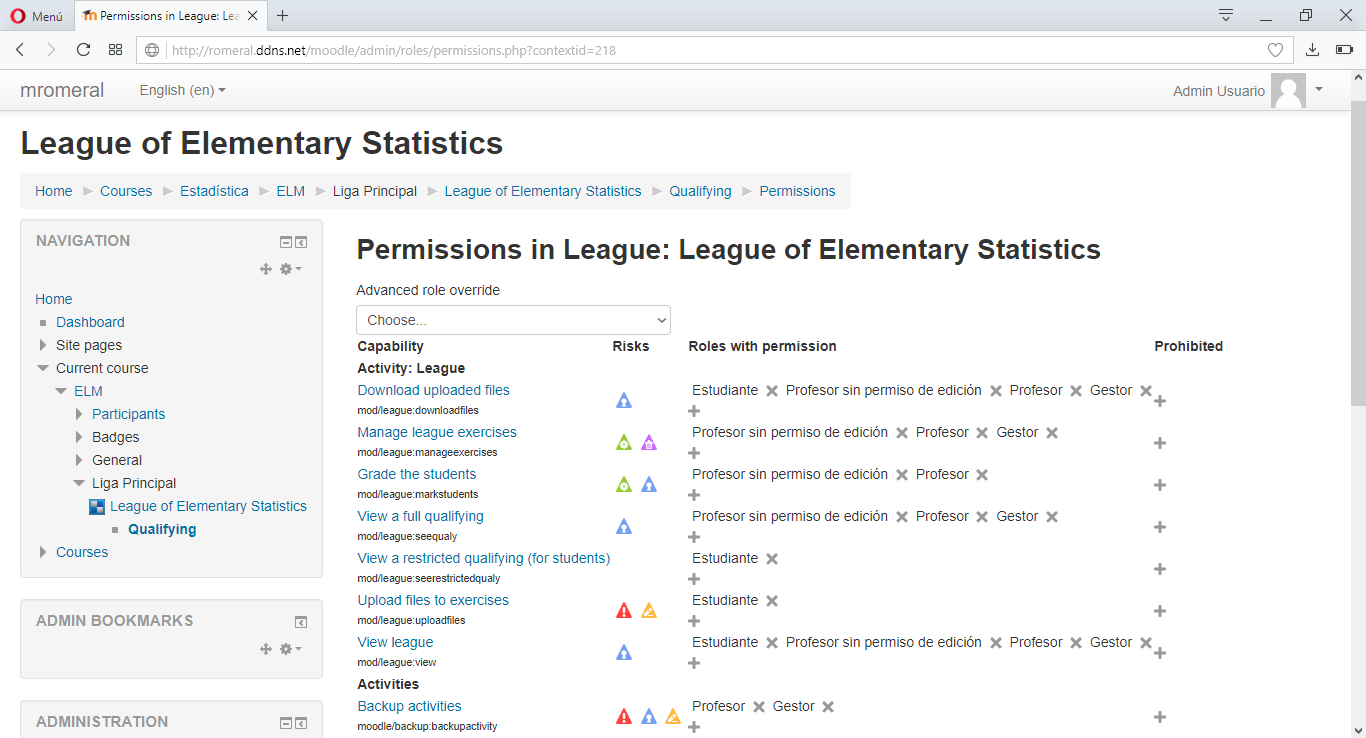 Menú
Permissions in League: Lea
http://romeral.ddns.net/moodle/admin/roles/permissions.php?contextid=218
mromeral English (en) Admin Usuario
League of Elementary Statistics
Home Courses Estadística ELM Liga Principal League of Elementary Statistics Qualifying Permissions
NAVIGATION
Home
Dashboard
Site pages
Current course
ELM
Participants
Badges
General
Liga Principal
League of Elementary Statistics
Qualifying
Courses
ADMIN BOOKMARKS
ADMINISTRATION
Permissions in League: League of Elementary Statistics
Advanced role override
Choose...
Capability Risks Roles with permission Prohibited
Activity: League
Download uploaded files Estudiante Profesor sin permiso de edición Profesor Gestor
mod/league:downloadfiles
Manage league exercises Profesor sin permiso de edición Profesor Gestor
mod/league:manageexercises
Grade the students Profesor sin permiso de edición Profesor
mod/league:markstudents
View a full qualifying Profesor sin permiso de edición Profesor Gestor
mod/league:seequaly
View a restricted qualifying (for students) Estudiante
mod/league:seerestrictedqualy
Upload files to exercises Estudiante
mod/league:uploadfiles
View league Estudiante Profesor sin permiso de edición Profesor Gestor
mod/league:view
Activities
Backup activities Profesor Gestor
moodle/backup:backupactivity